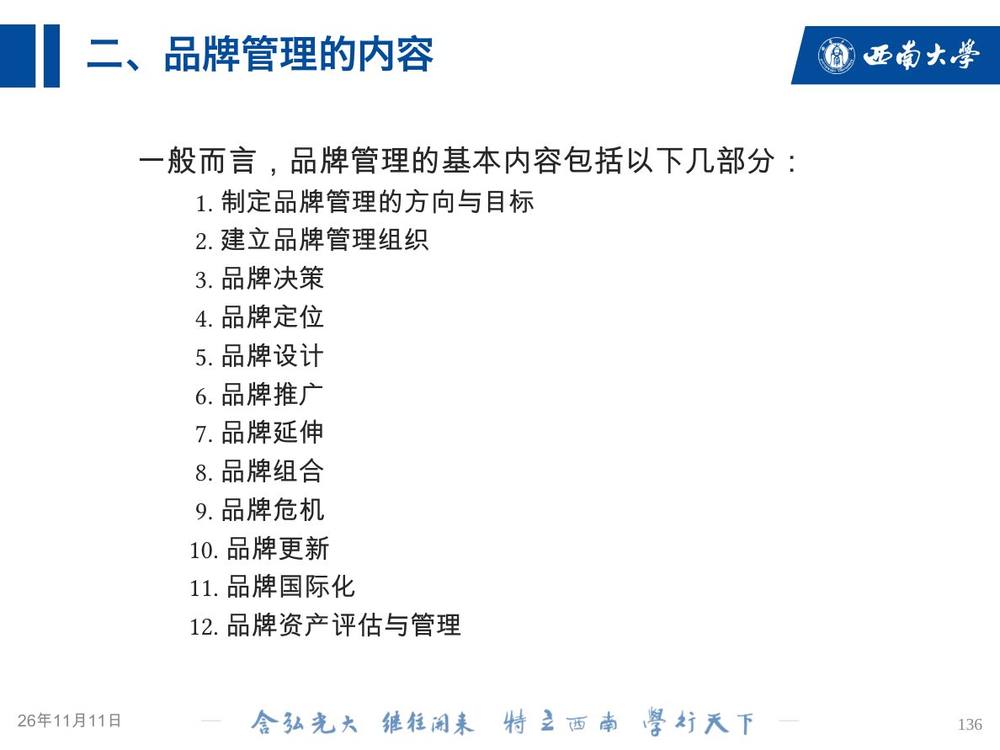 二、品牌管理的内容
西南大学
一般而言，品牌管理的基本内容包括以下几部分：
1. 制定品牌管理的方向与目标
2. 建立品牌管理组织
3. 品牌决策
4. 品牌定位
5. 品牌设计
6. 品牌推广
7. 品牌延伸
8. 品牌组合
9. 品牌危机
10. 品牌更新
11. 品牌国际化
12. 品牌资产评估与管理
26年11月11日
含弘光大 继往开来 特立西南 学行天下
136